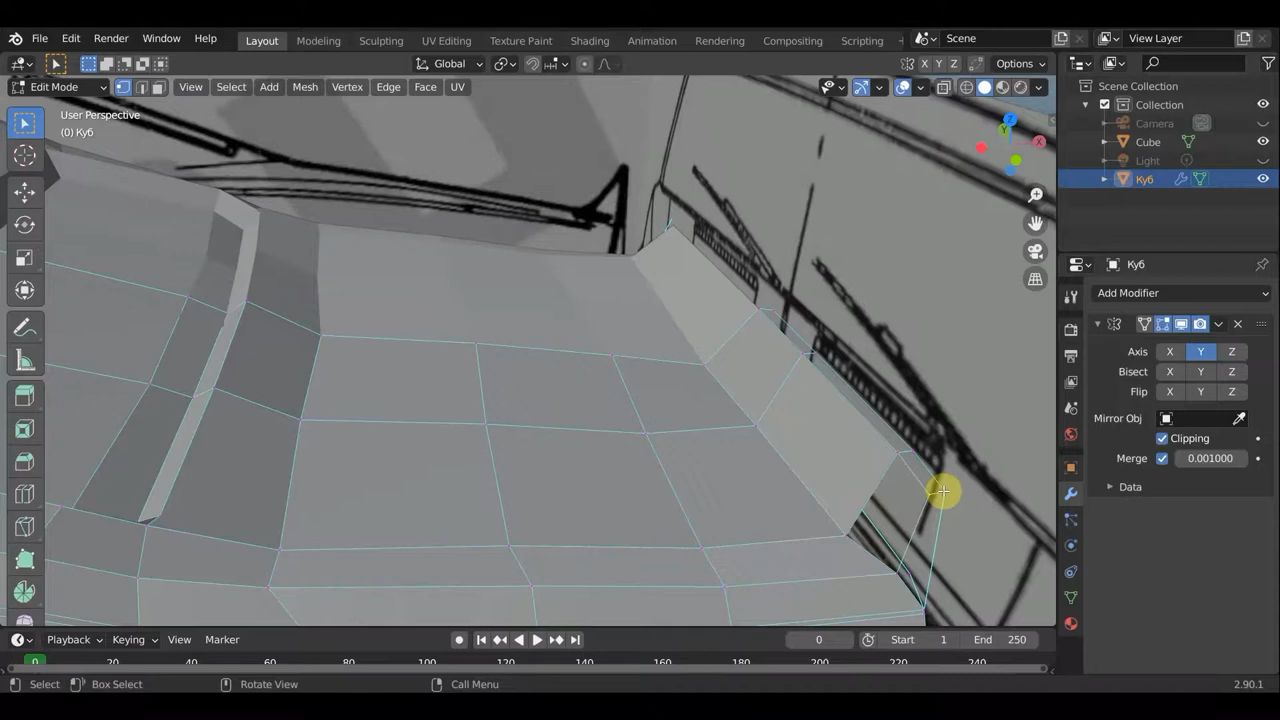 File Edit Render Window Help Layout Modeling Sculpting UV Editing Texture Paint Shading Animation Rendering Compositing Scripting Scene View Layer
Global X Y Z Options
Edit Mode View Select Add Mesh Vertex Edge Face UV
User Perspective
(0) Куб
Z
Y
X
Scene Collection
Collection
Camera
Cube
Light
Куб
Куб
Add Modifier
Axis X Y Z
Bisect X Y Z
Flip X Y Z
Mirror Obj
Clipping
Merge 0.001000
Data
Playback Keying View Marker 0 Start 1 End 250
0 20 40 60 80 100 120 140 160 180 200 220 240
Select Box Select Rotate View Call Menu 2.90.1